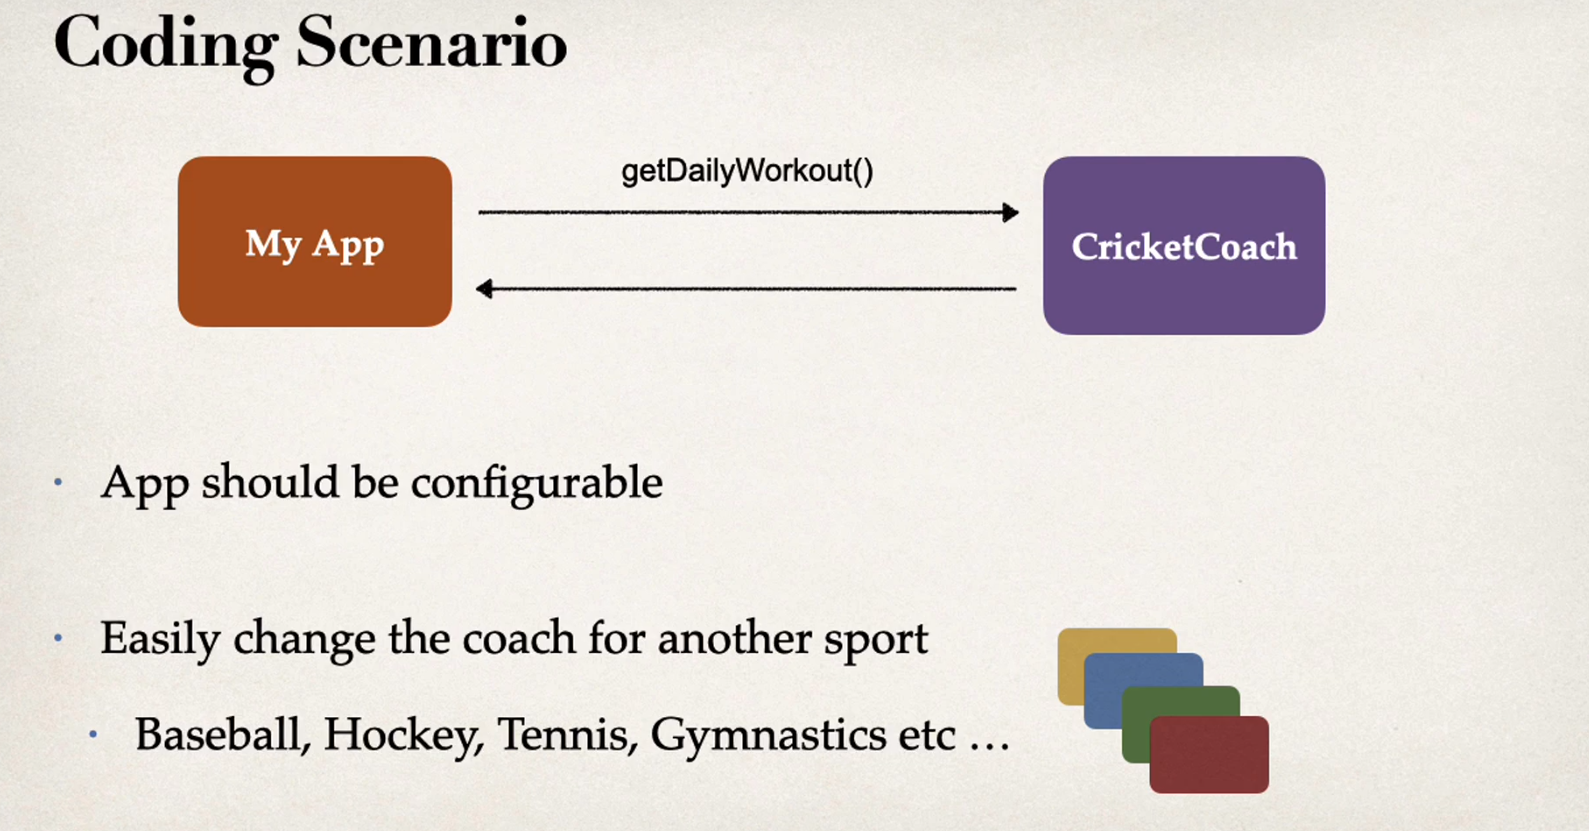 Coding Scenario
getDailyWorkout()
My App
CricketCoach
• App should be configurable
• Easily change the coach for another sport
• Baseball, Hockey, Tennis, Gymnastics etc …